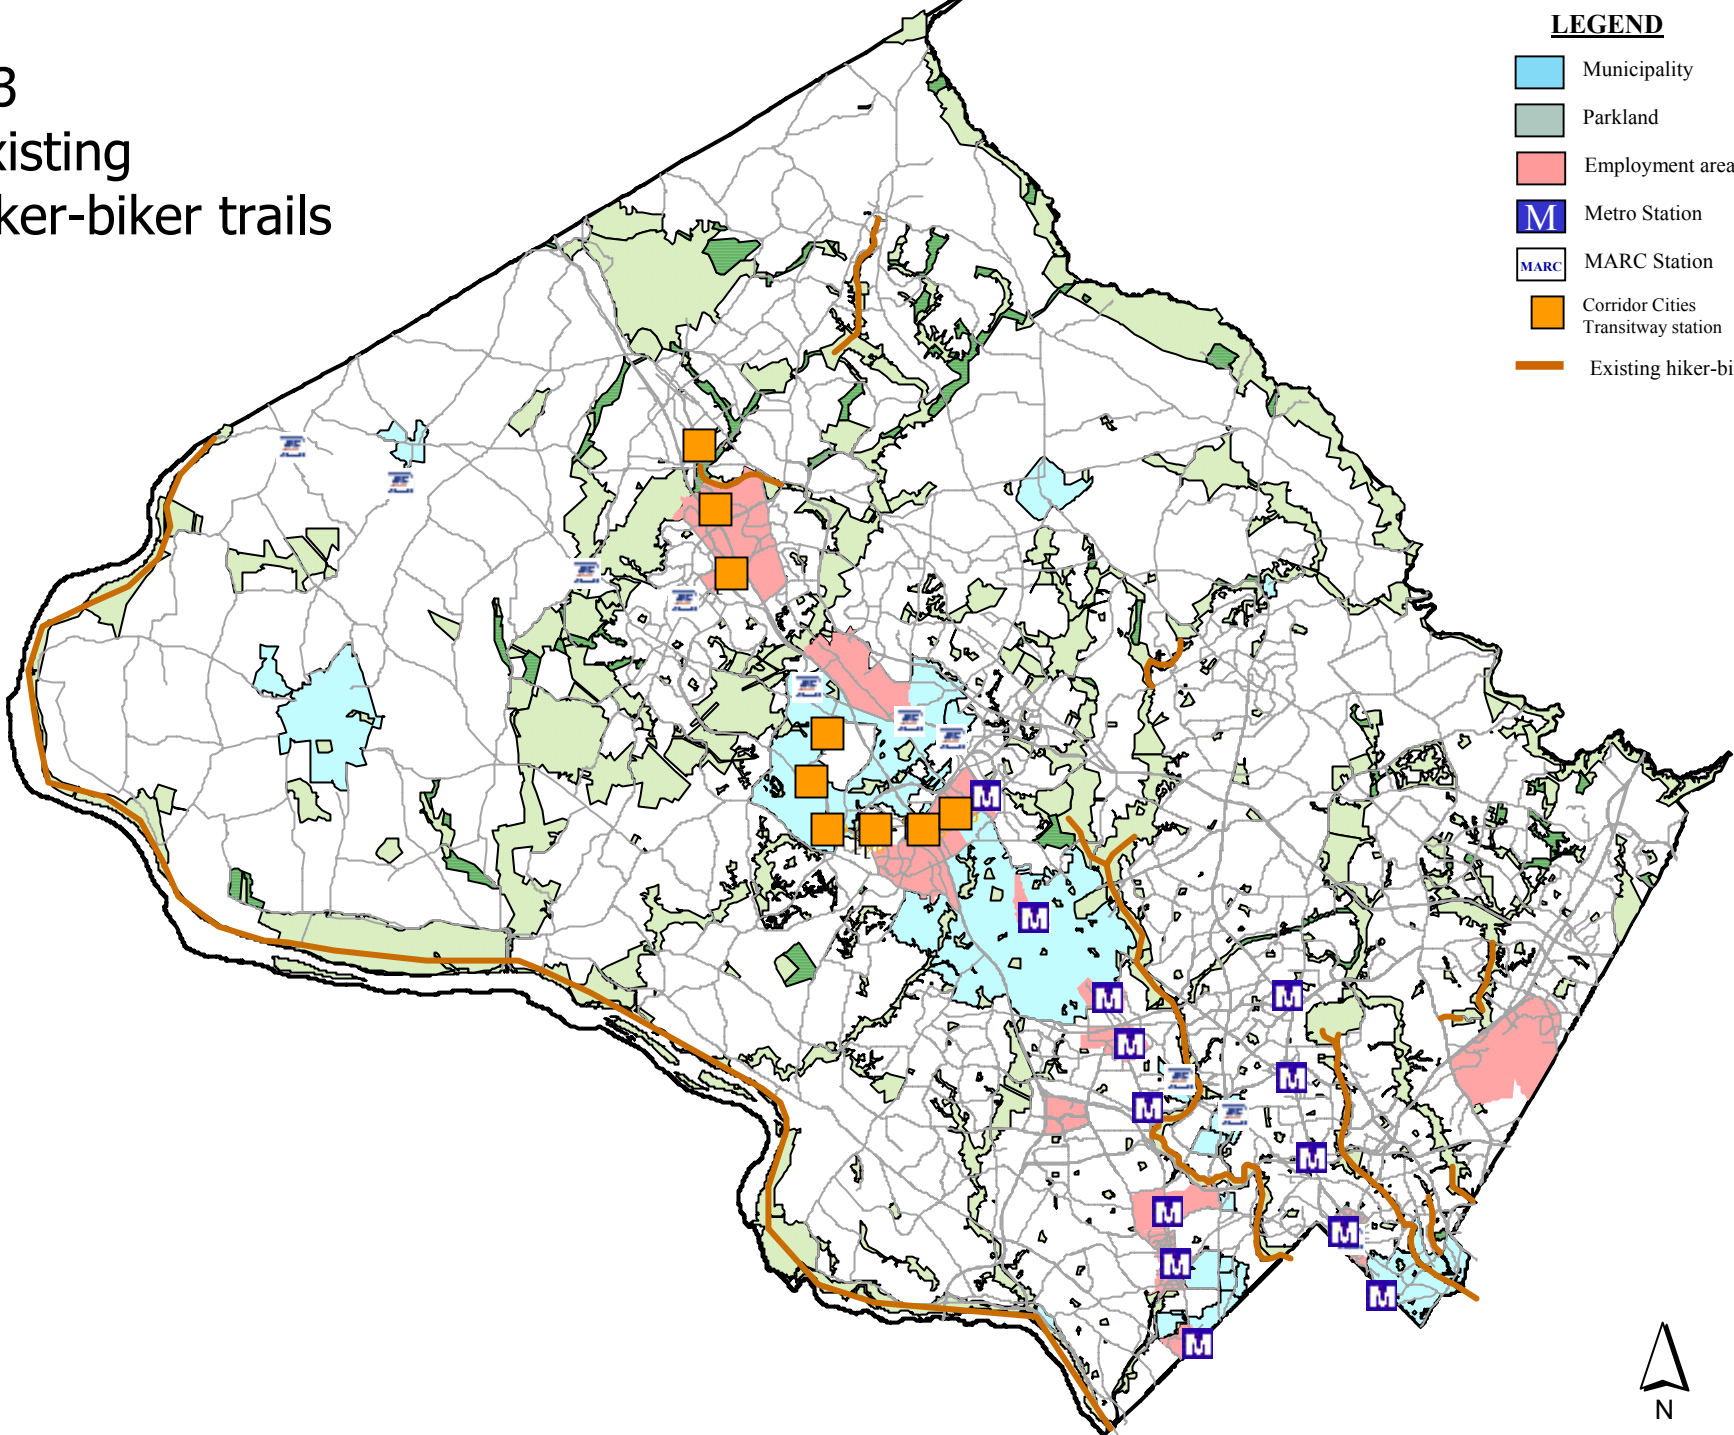 3
xisting
ker-biker trails
LEGEND
Municipality
Parkland
Employment area
M Metro Station
MARC MARC Station
Corridor Cities
Transitway station
Existing hiker-bi
M
M
M
M
M
M
M
M
M
M
M
M
M
N